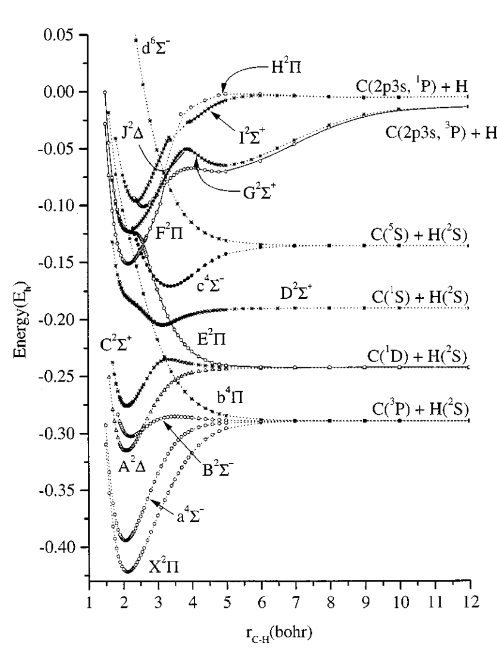 d⁶Σ⁻
H²Π
0.00
C(2p3s, ¹P) + H
J²Δ
I²Σ⁺
C(2p3s, ³P) + H
-0.05
G²Σ⁺
-0.10
F²Π
C(⁵S) + H(²S)
-0.15
c⁴Σ⁻
D²Σ⁺
C(¹S) + H(²S)
Energy(Eₕ)
-0.20
E²Π
C²Σ⁺
C(¹D) + H(²S)
-0.25
b⁴Π
C(³P) + H(²S)
-0.30
A²Δ
B²Σ⁻
-0.35
a⁴Σ⁻
X²Π
-0.40
1 2 3 4 5 6 7 8 9 10 11 12
r_C-H(bohr)